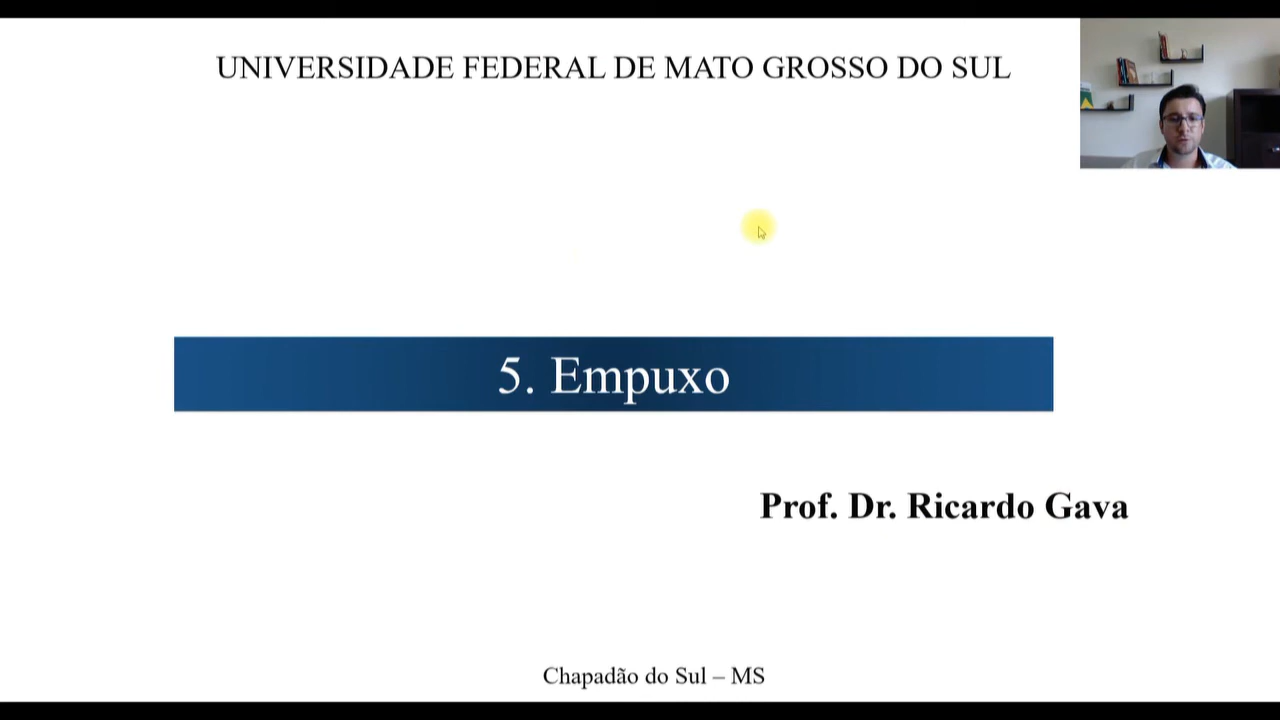 UNIVERSIDADE FEDERAL DE MATO GROSSO DO SUL
5. Empuxo
Prof. Dr. Ricardo Gava
Chapadão do Sul – MS